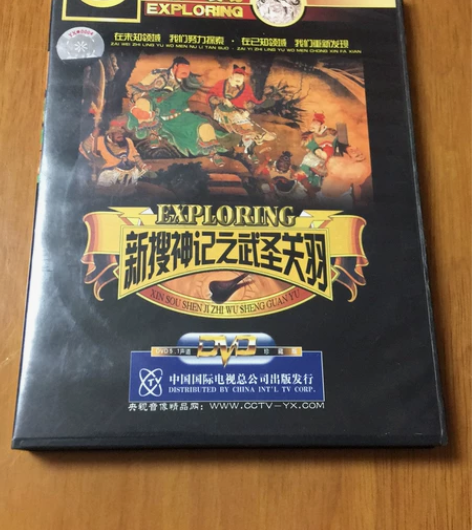 EXPLORING
在未知领域 我们努力探索 · 在已知领域 我们重新发现
ZAI WEI ZHI LING YU WO MEN NU LI TAN SUO · ZAI YI ZHI LING YU WO MEN CHONG XIN FA XIAN
EXPLORING
新搜神记之武圣关羽
XIN SOU SHEN JI ZHI WU SHENG GUAN YU
DVD
中国国际电视总公司出版发行
DISTRIBUTED BY CHINA INT'L TV CORP.
央视音像精品网：WWW.CCTV-YX.COM